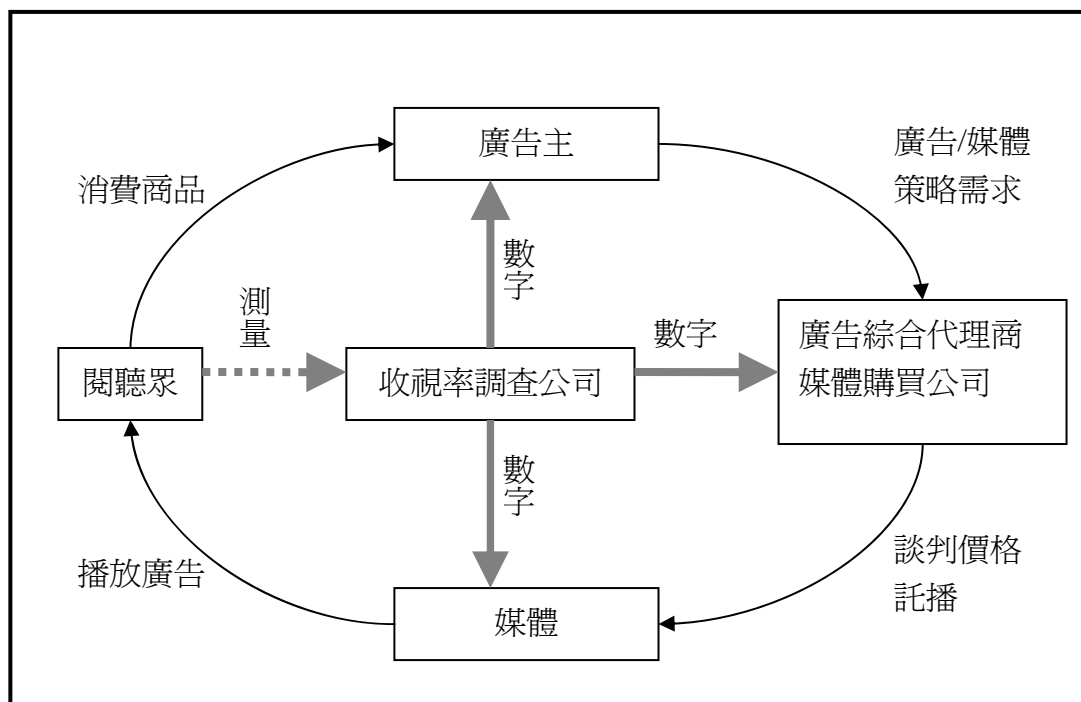 廣告主
廣告/媒體
策略需求
消費商品
數字
測量
數字
廣告綜合代理商
媒體購買公司
閱聽眾
收視率調查公司
數字
談判價格
託播
播放廣告
媒體